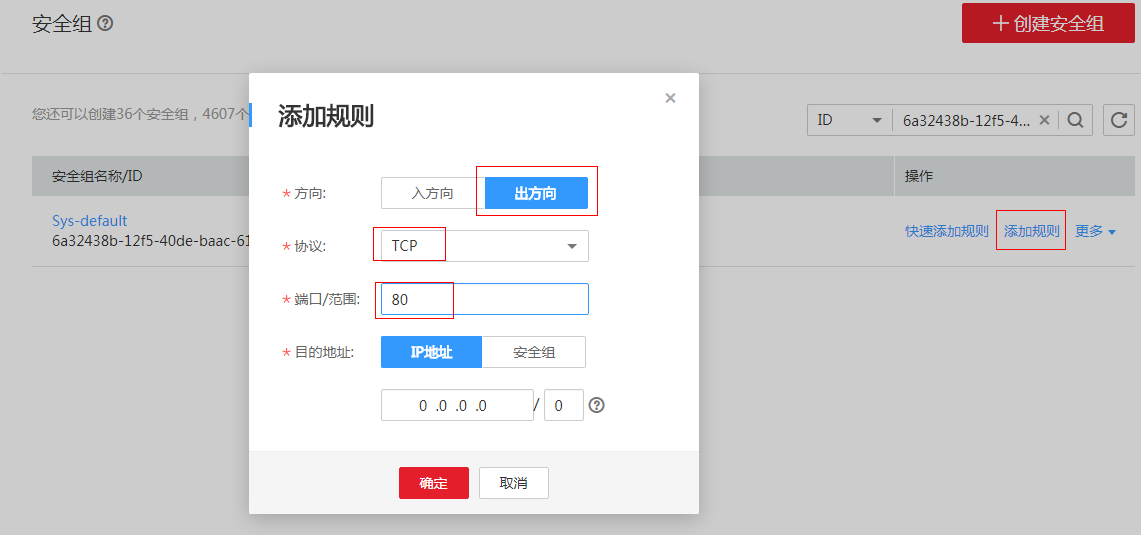 安全组
创建安全组
您还可以创建36个安全组，4607个
ID
6a32438b-12f5-4...
安全组名称/ID
操作
Sys-default
6a32438b-12f5-40de-baac-61
快速添加规则 添加规则 更多
添加规则
* 方向: 入方向 出方向
* 协议: TCP
* 端口/范围: 80
* 目的地址: IP地址 安全组
0 .0 .0 .0 / 0
确定 取消